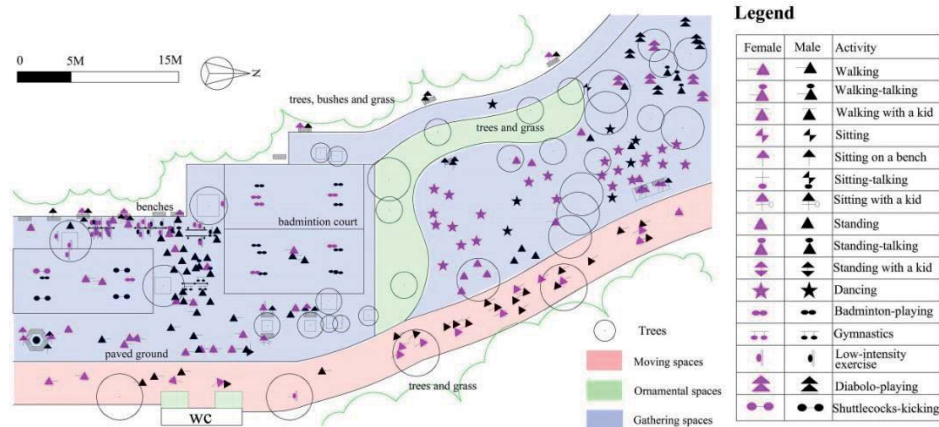 Legend
0 5M 15M
N
Female Male Activity
Walking
Walking-talking
Walking with a kid
Sitting
Sitting on a bench
Sitting-talking
Sitting with a kid
Standing
Standing-talking
Standing with a kid
Dancing
Badminton-playing
Gymnastics
Low-intensity
exercise
Diabolo-playing
Shuttlecocks-kicking
trees, bushes and grass
trees and grass
benches
badmintion court
paved ground
trees and grass
WC
Trees
Moving spaces
Ornamental spaces
Gathering spaces